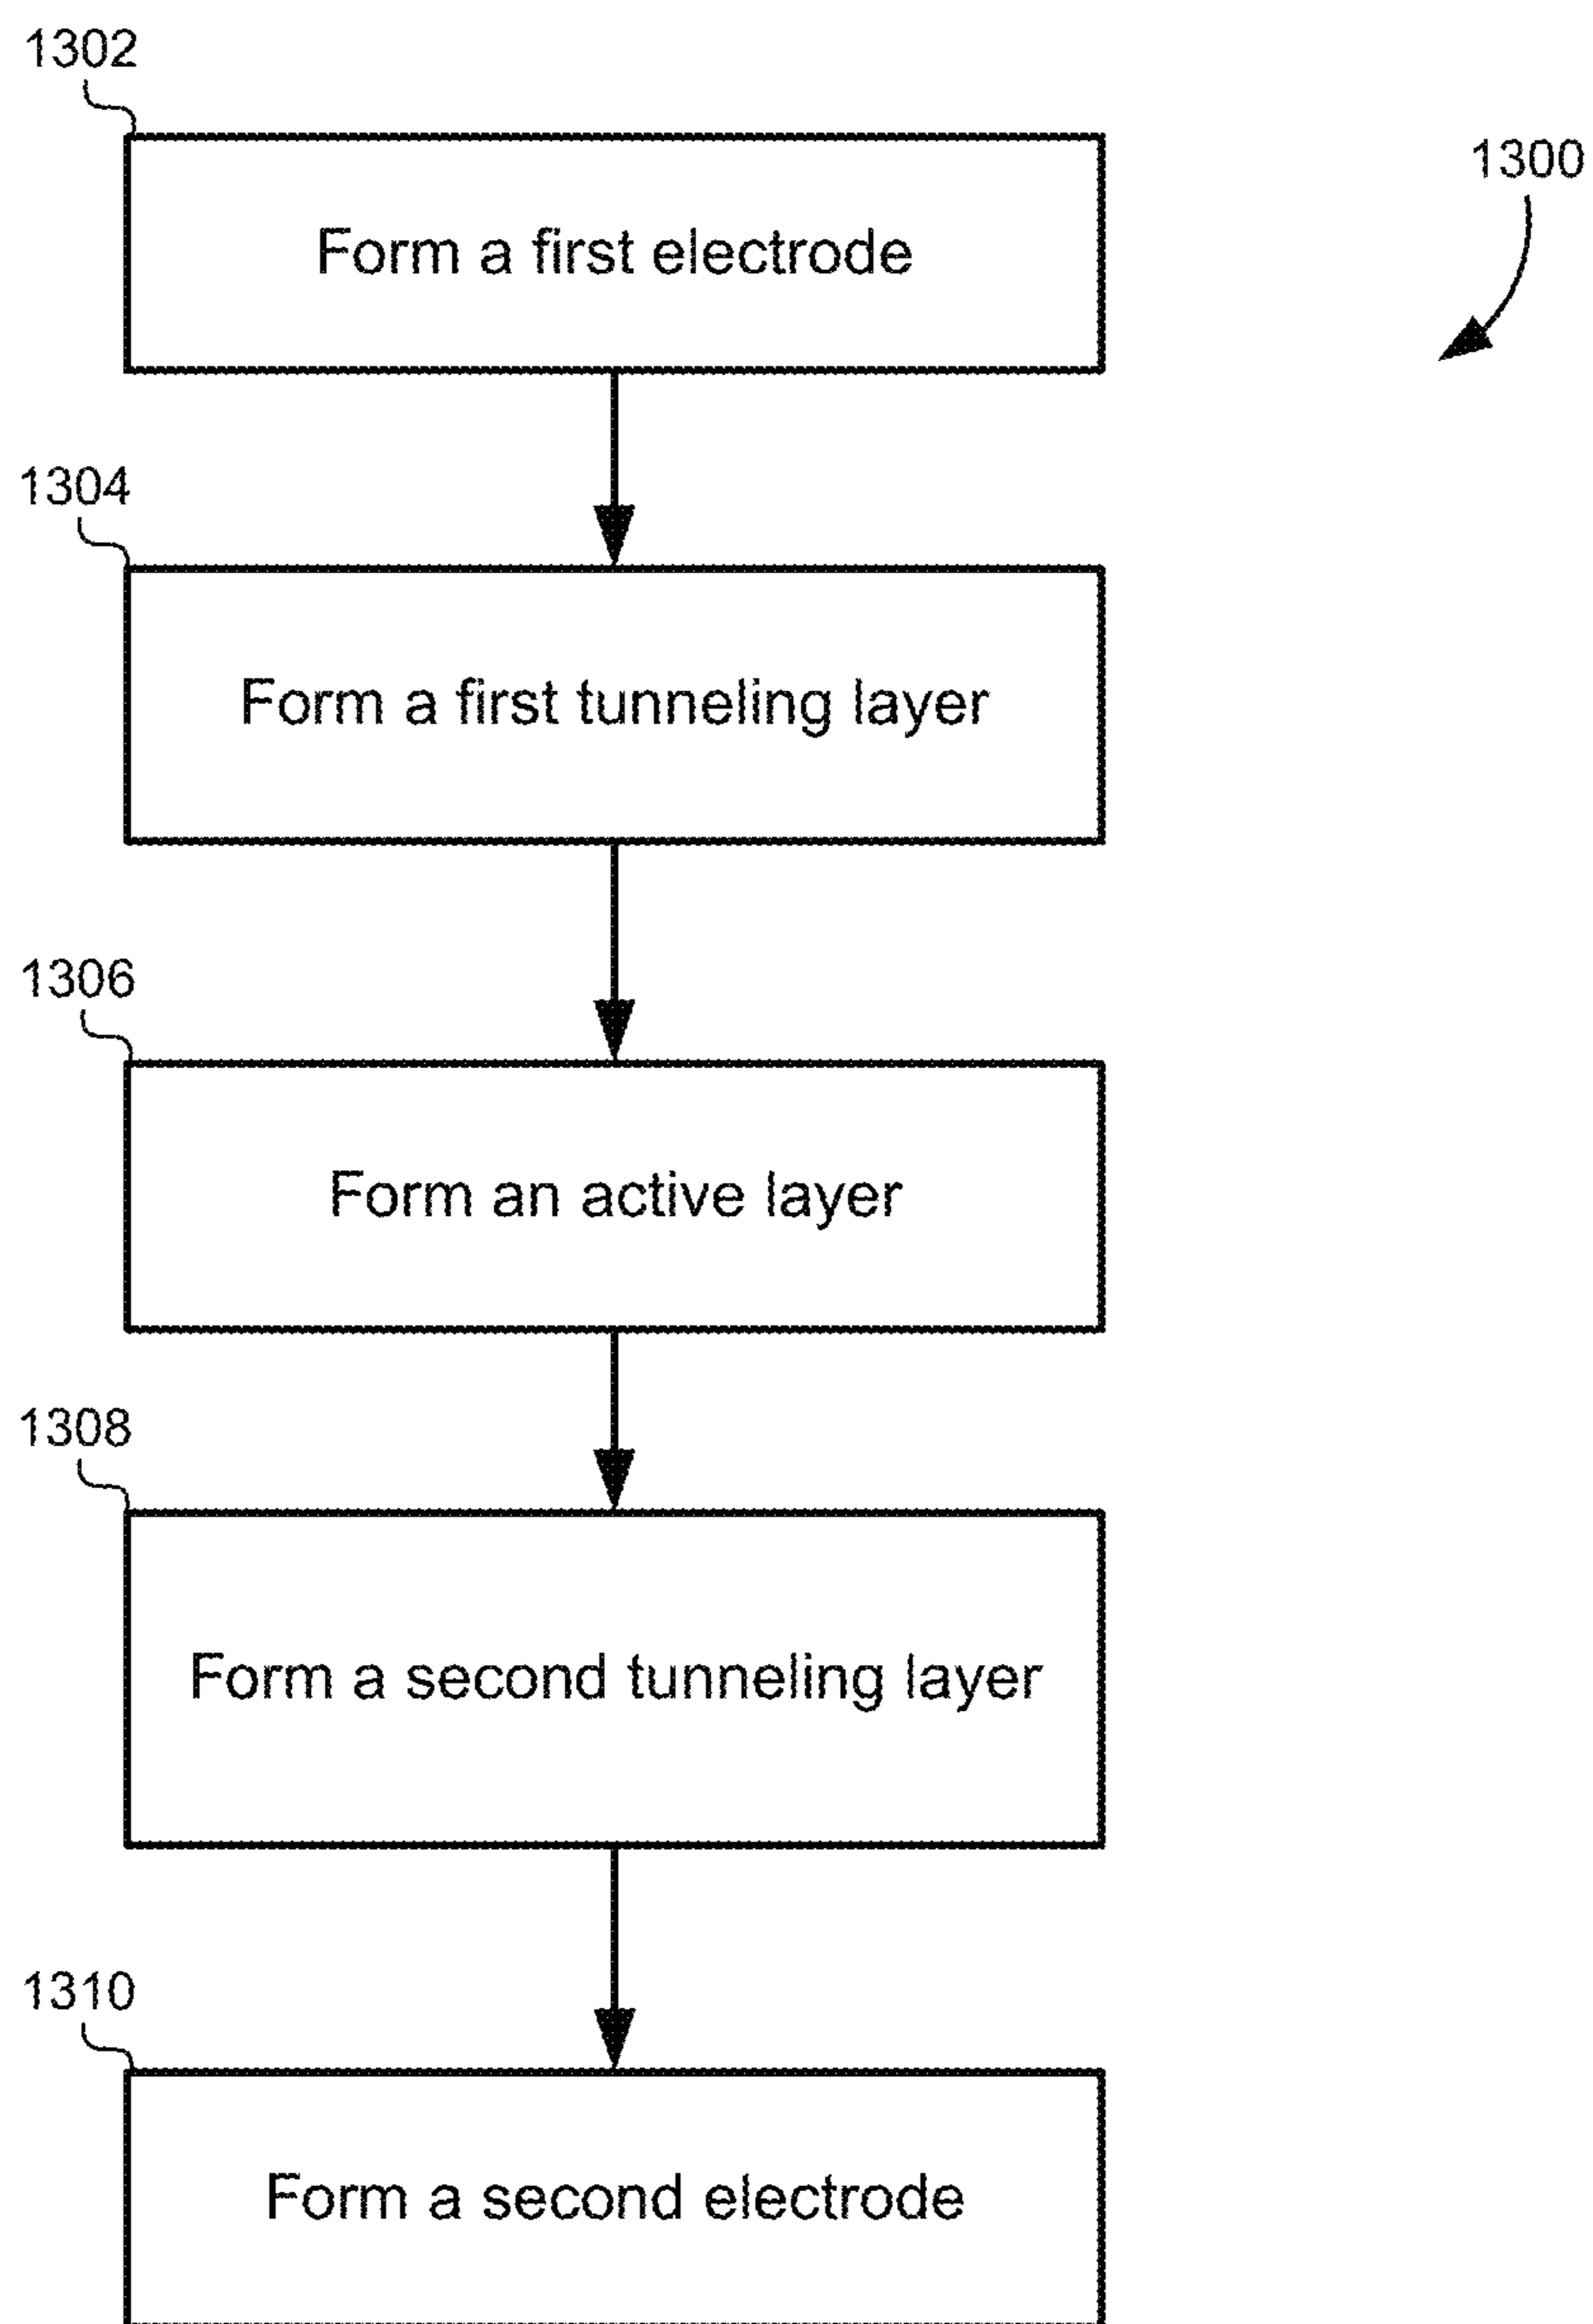 1302
1300
Form a first electrode
1304
Form a first tunneling layer
1306
Form an active layer
1308
Form a second tunneling layer
1310
Form a second electrode